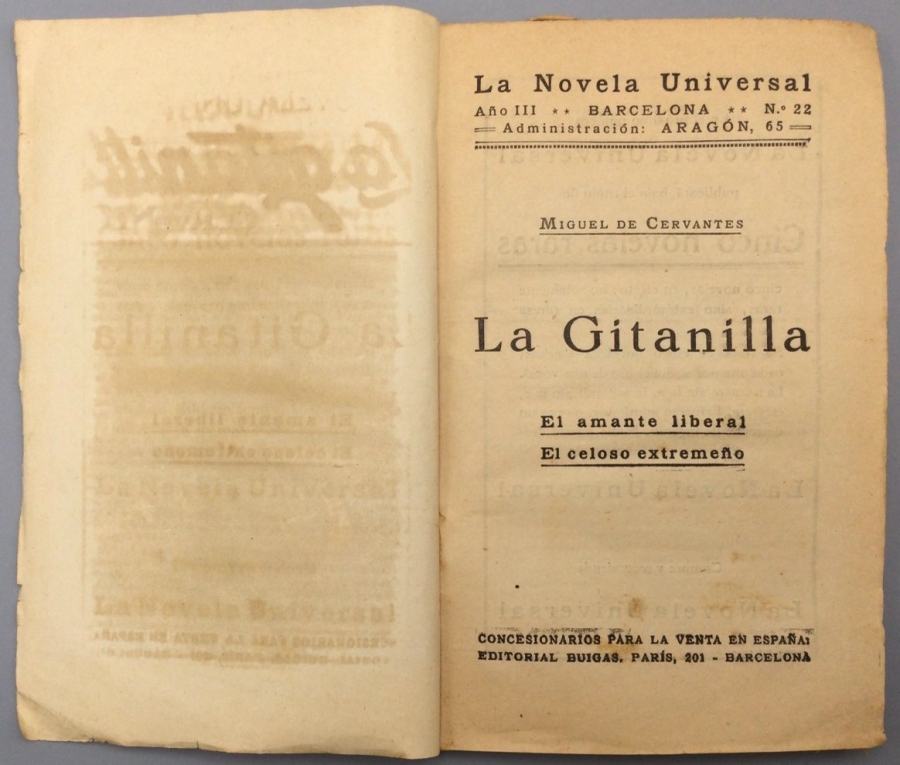 La Novela Universal
Año III ** BARCELONA ** N.º 22
Administración: ARAGÓN, 65
MIGUEL DE CERVANTES
La Gitanilla
El amante liberal
El celoso extremeño
CONCESIONARIOS PARA LA VENTA EN ESPAÑA:
EDITORIAL BUIGAS, PARÍS, 201 - BARCELONA